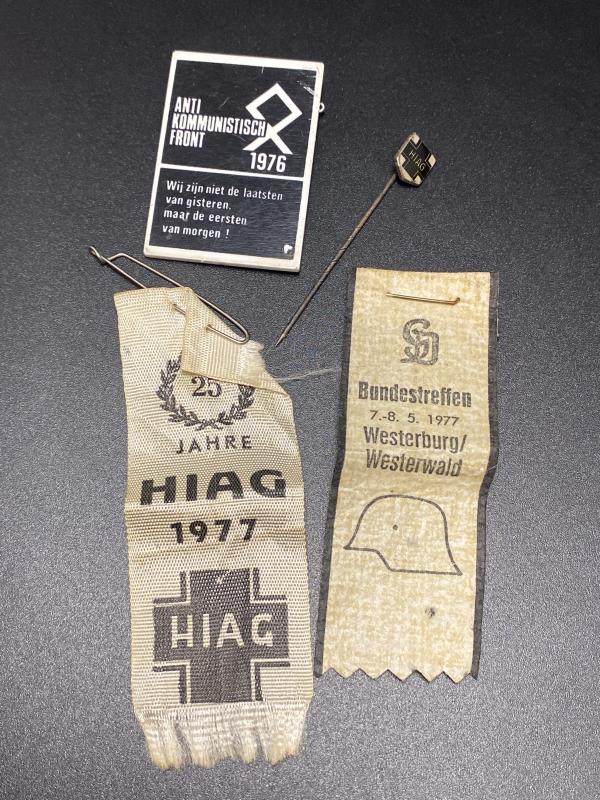 ANTI
KOMMUNISTISCH
FRONT
1976
Wij zijn niet de laatsten
van gisteren.
maar de eersten
van morgen !
HIAG
25
JAHRE
HIAG
1977
HIAG
SD
Bundestreffen
7.-8. 5. 1977
Westerburg/
Westerwald